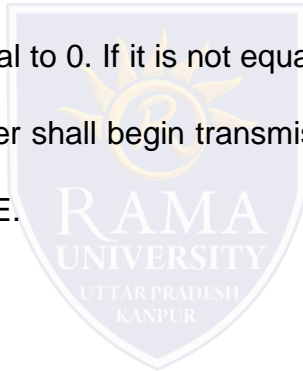 al to 0. If it is not equa
er shall begin transmis
E.
RAMA
UNIVERSITY
UTTAR PRADESH
KANPUR